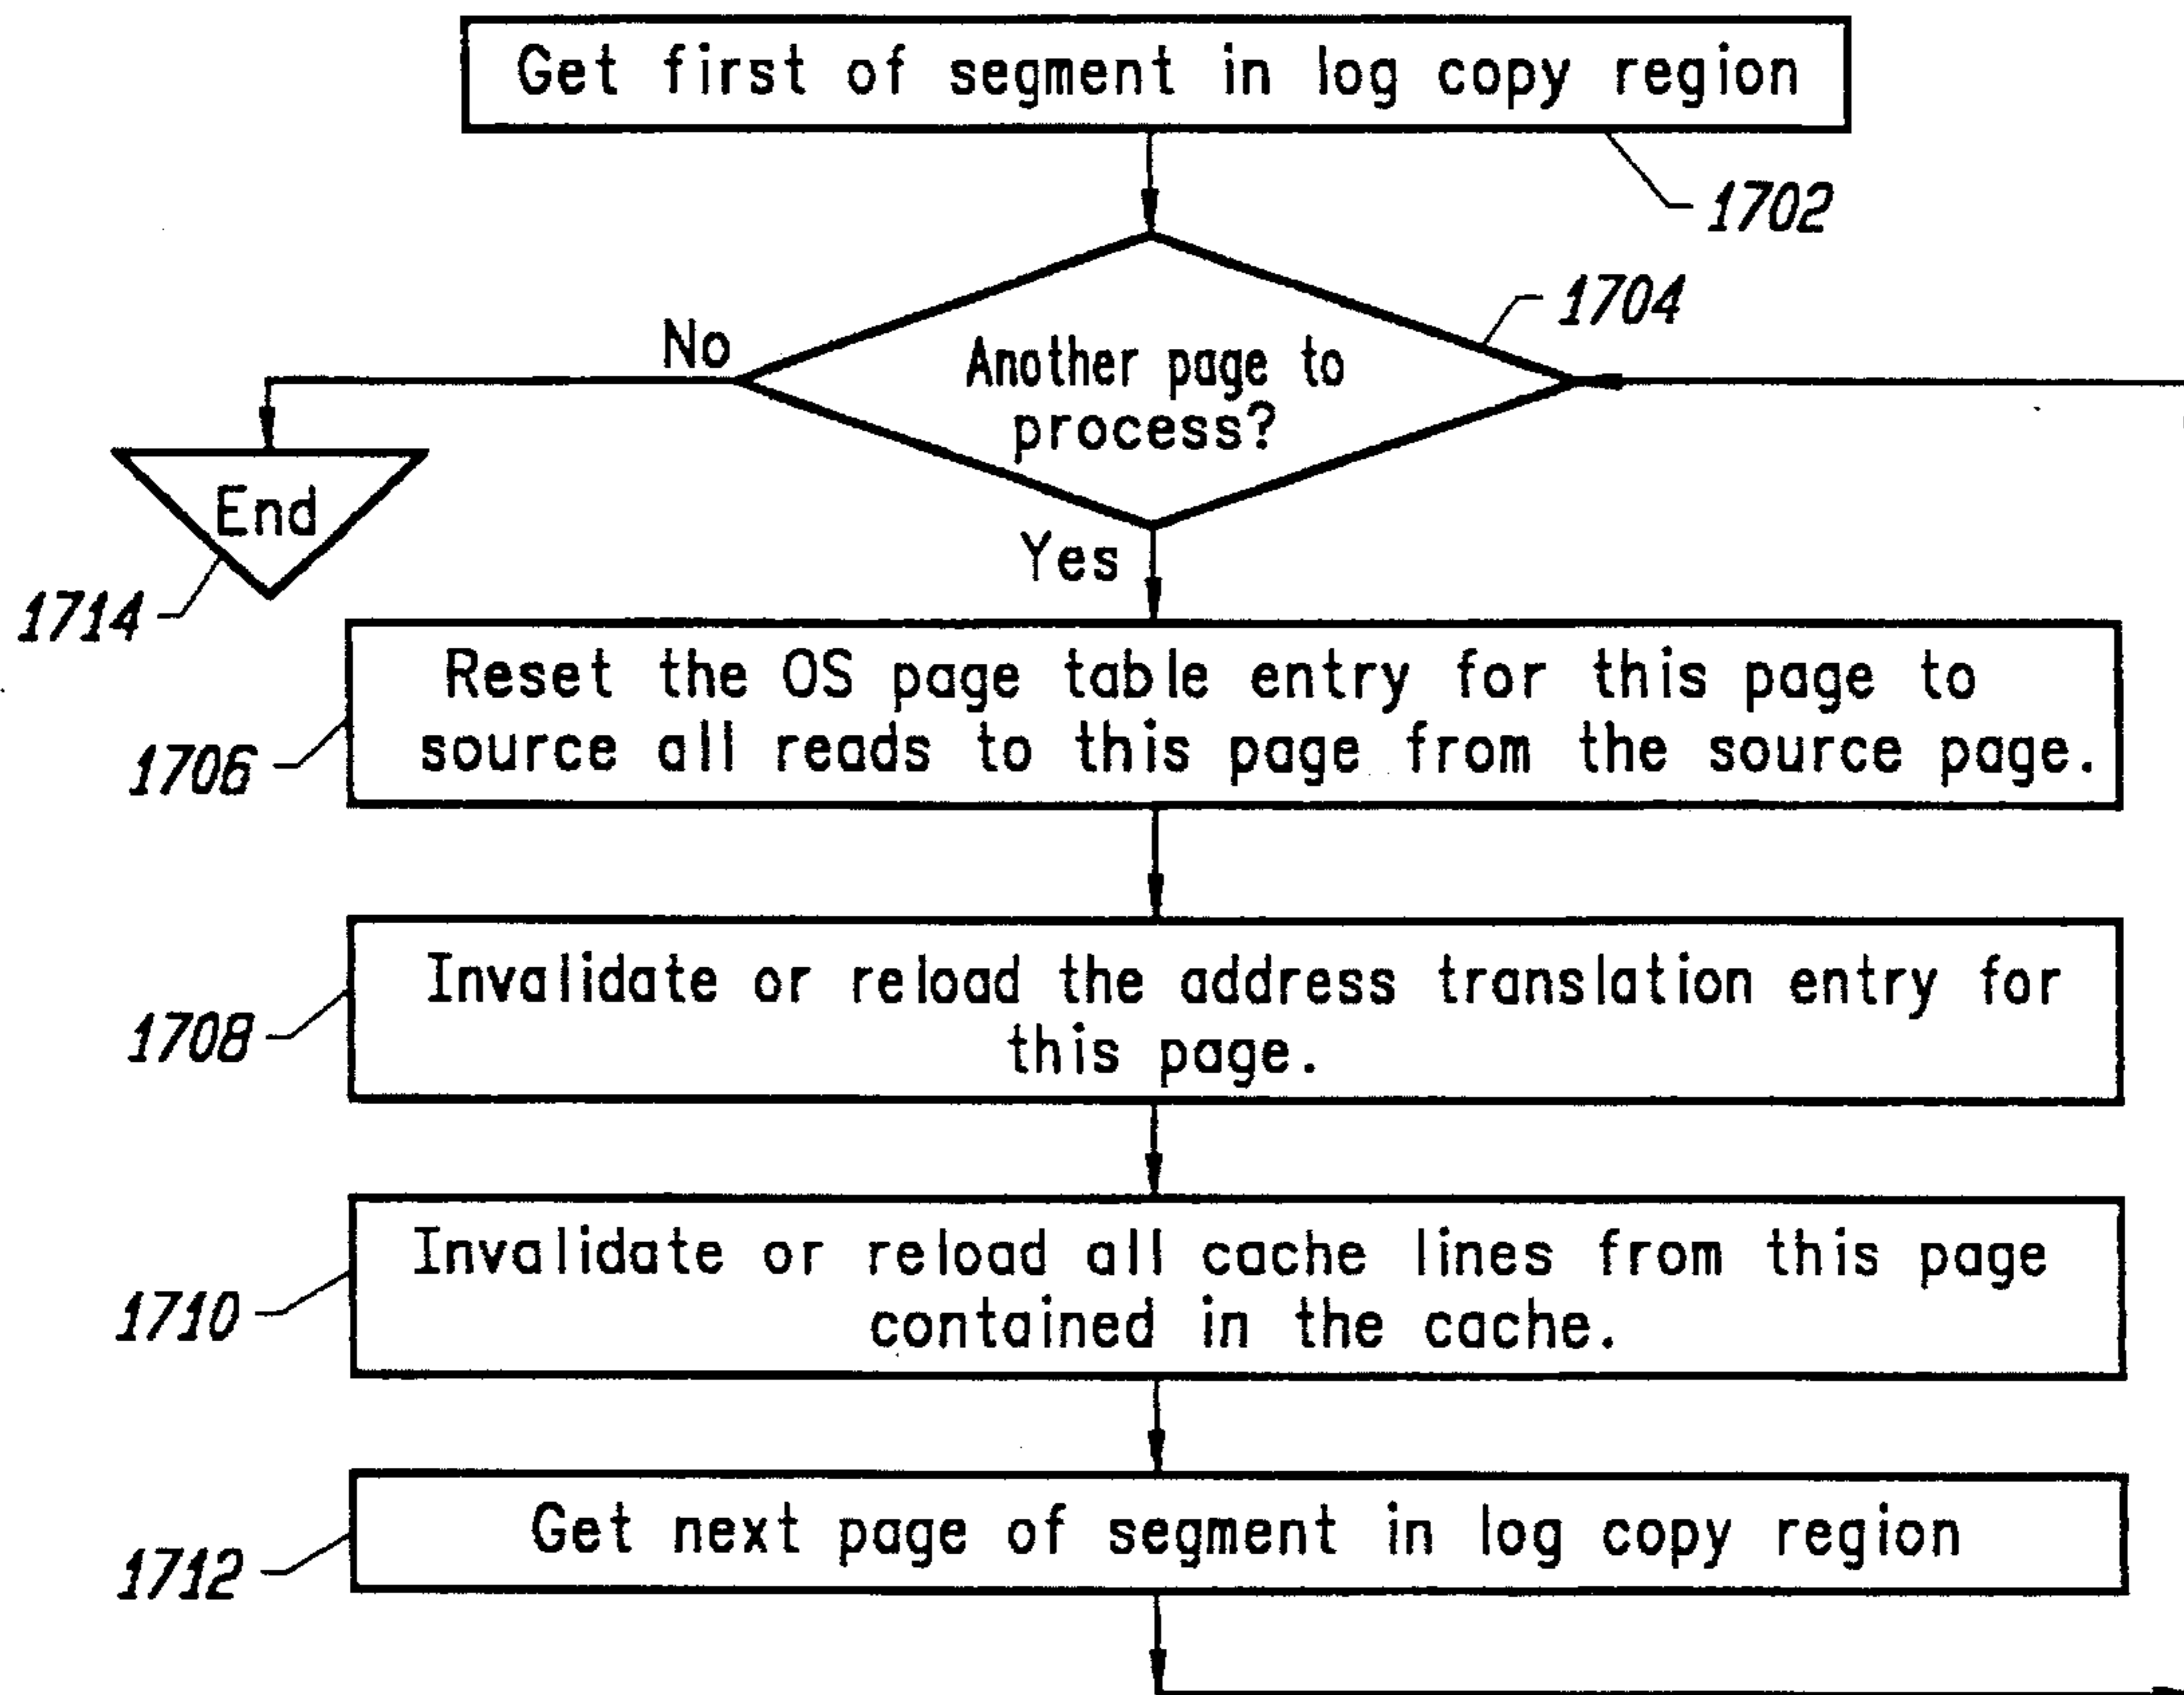 Get first of segment in log copy region
1702
1704
No
Another page to
process?
End
Yes
1714
Reset the OS page table entry for this page to
source all reads to this page from the source page.
1706
Invalidate or reload the address translation entry for
this page.
1708
Invalidate or reload all cache lines from this page
contained in the cache.
1710
Get next page of segment in log copy region
1712